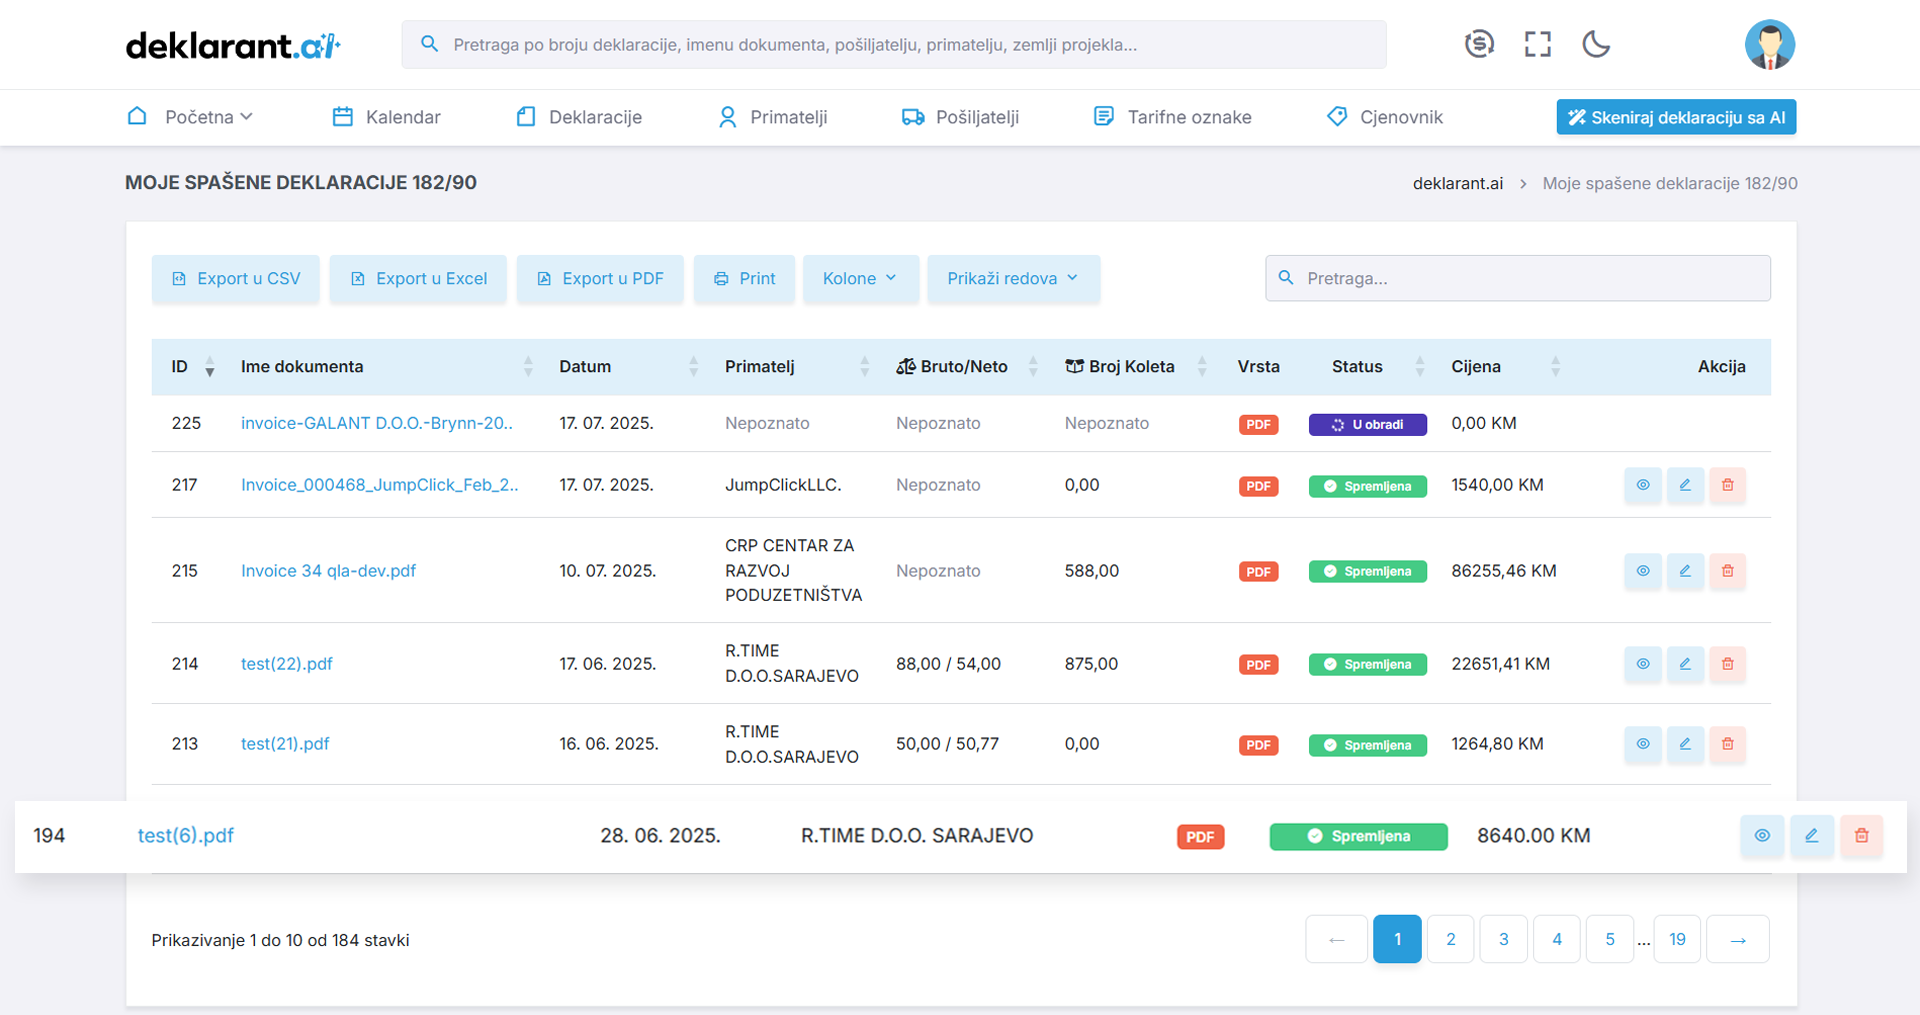 deklarant.ai
Pretraga po broju deklaracije, imenu dokumenta, pošiljatelju, primatelju, zemlji projekla...
Početna
Kalendar
Deklaracije
Primatelji
Pošiljatelji
Tarifne oznake
Cjenovnik
Skeniraj deklaraciju sa AI
MOJE SPAŠENE DEKLARACIJE 182/90
deklarant.ai > Moje spašene deklaracije 182/90
Export u CSV
Export u Excel
Export u PDF
Print
Kolone
Prikaži redova
Pretraga...
ID Ime dokumenta Datum Primatelj Bruto/Neto Broj Koleta Vrsta Status Cijena Akcija
225 invoice-GALANT D.O.O.-Brynn-20.. 17. 07. 2025. Nepoznato Nepoznato Nepoznato PDF U obradi 0,00 KM
217 Invoice_000468_JumpClick_Feb_2.. 17. 07. 2025. JumpClickLLC. Nepoznato 0,00 PDF Spremljena 1540,00 KM
CRP CENTAR ZA
215 Invoice 34 qla-dev.pdf 10. 07. 2025. RAZVOJ Nepoznato 588,00 PDF Spremljena 86255,46 KM
PODUZETNIŠTVA
R.TIME
214 test(22).pdf 17. 06. 2025. 88,00 / 54,00 875,00 PDF Spremljena 22651,41 KM
D.O.O.SARAJEVO
R.TIME
213 test(21).pdf 16. 06. 2025. 50,00 / 50,77 0,00 PDF Spremljena 1264,80 KM
D.O.O.SARAJEVO
194 test(6).pdf 28. 06. 2025. R.TIME D.O.O. SARAJEVO PDF Spremljena 8640.00 KM
Prikazivanje 1 do 10 od 184 stavki
← 1 2 3 4 5 ... 19 →